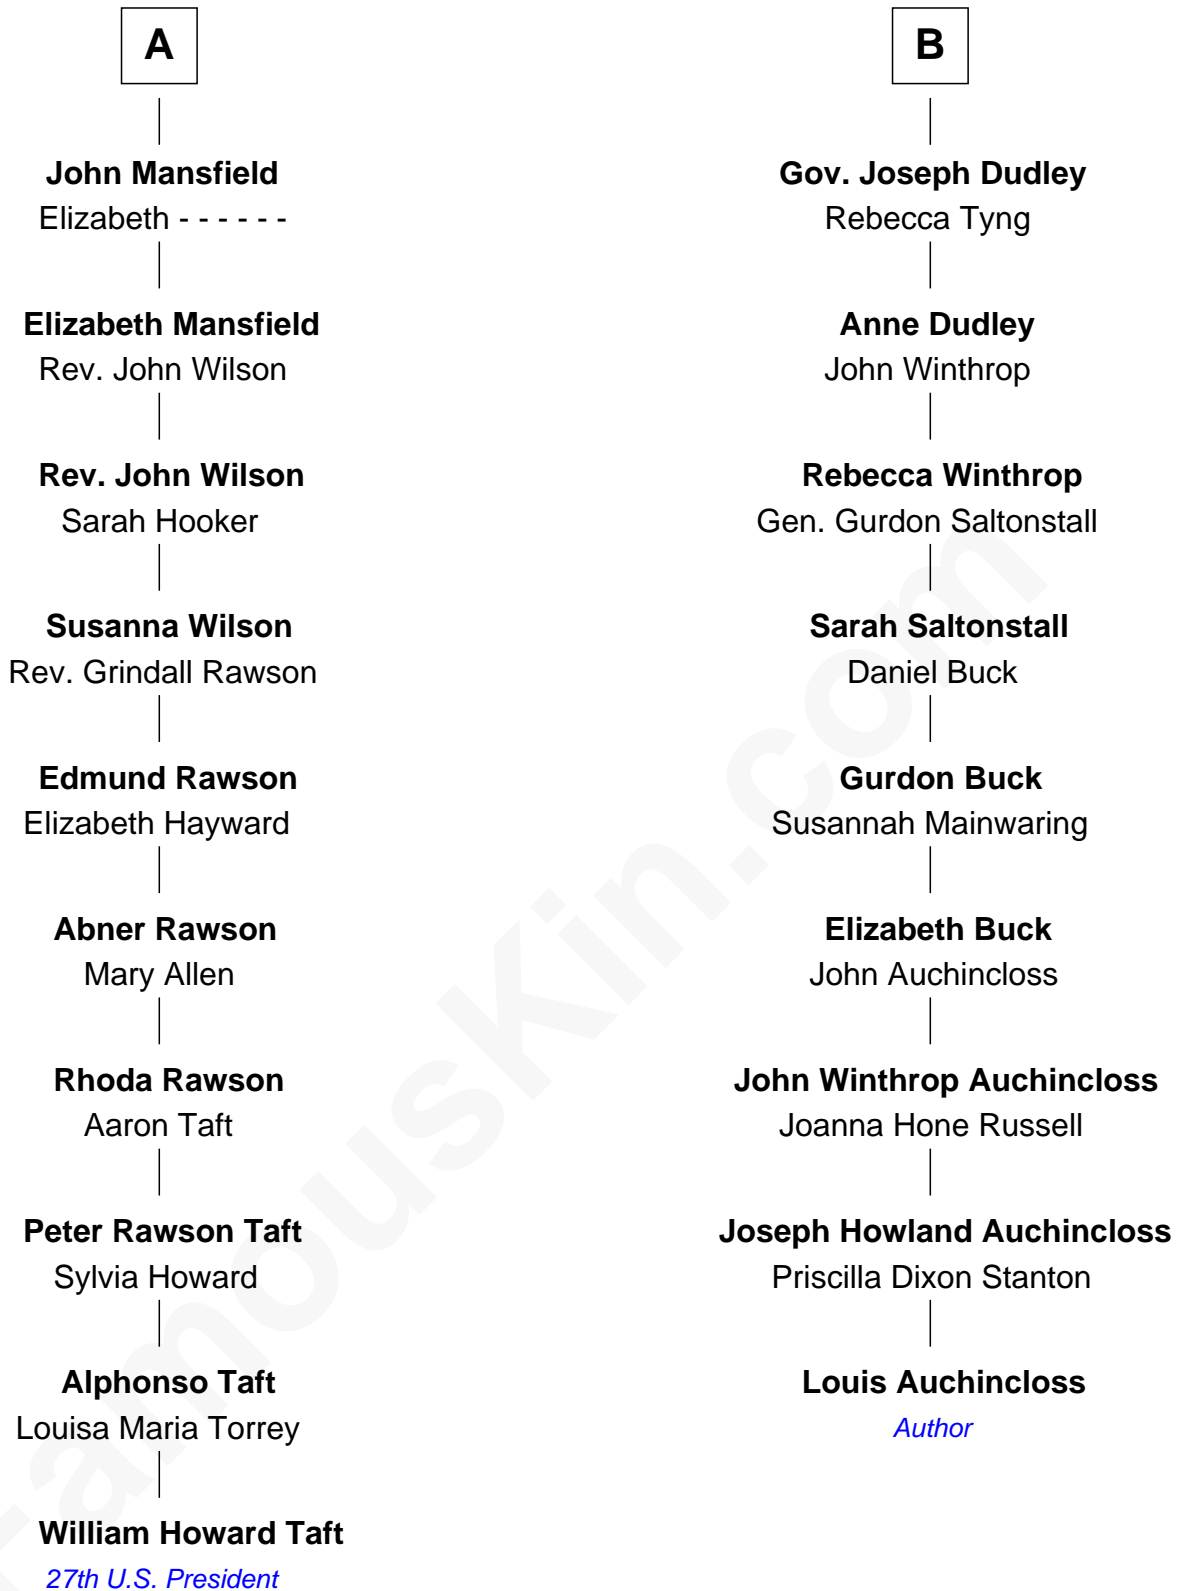 A
John Mansfield
Elizabeth - - - - - -
Elizabeth Mansfield
Rev. John Wilson
Rev. John Wilson
Sarah Hooker
Susanna Wilson
Rev. Grindall Rawson
Edmund Rawson
Elizabeth Hayward
Abner Rawson
Mary Allen
Rhoda Rawson
Aaron Taft
Peter Rawson Taft
Sylvia Howard
Alphonso Taft
Louisa Maria Torrey
William Howard Taft
27th U.S. President
B
Gov. Joseph Dudley
Rebecca Tyng
Anne Dudley
John Winthrop
Rebecca Winthrop
Gen. Gurdon Saltonstall
Sarah Saltonstall
Daniel Buck
Gurdon Buck
Susannah Mainwaring
Elizabeth Buck
John Auchincloss
John Winthrop Auchincloss
Joanna Hone Russell
Joseph Howland Auchincloss
Priscilla Dixon Stanton
Louis Auchincloss
Author
FamousKin.com